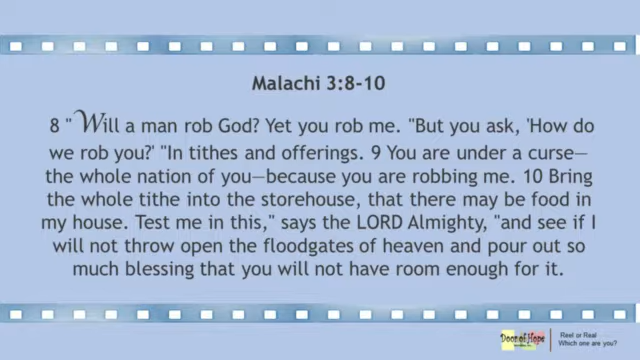 Malachi 3:8-10
8 "Will a man rob God? Yet you rob me. "But you ask, 'How do
we rob you?' "In tithes and offerings. 9 You are under a curse—
the whole nation of you—because you are robbing me. 10 Bring
the whole tithe into the storehouse, that there may be food in
my house. Test me in this," says the LORD Almighty, "and see if I
will not throw open the floodgates of heaven and pour out so
much blessing that you will not have room enough for it.
Door of Hope
Reel or Real
Which one are you?